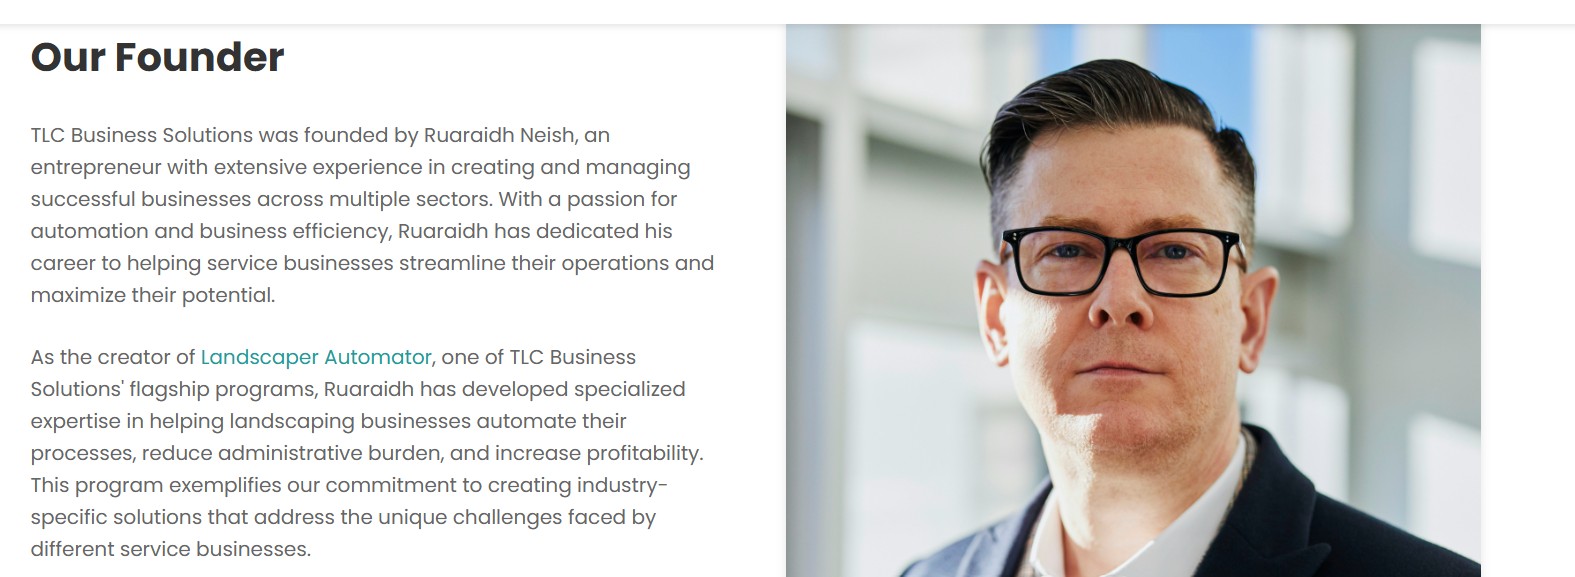 Our Founder
TLC Business Solutions was founded by Ruaraidh Neish, an
entrepreneur with extensive experience in creating and managing
successful businesses across multiple sectors. With a passion for
automation and business efficiency, Ruaraidh has dedicated his
career to helping service businesses streamline their operations and
maximize their potential.
As the creator of Landscaper Automator, one of TLC Business
Solutions' flagship programs, Ruaraidh has developed specialized
expertise in helping landscaping businesses automate their
processes, reduce administrative burden, and increase profitability.
This program exemplifies our commitment to creating industry-
specific solutions that address the unique challenges faced by
different service businesses.